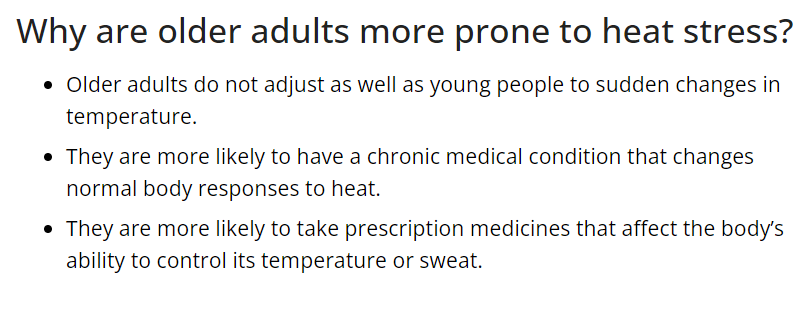 Why are older adults more prone to heat stress?
• Older adults do not adjust as well as young people to sudden changes in
temperature.
• They are more likely to have a chronic medical condition that changes
normal body responses to heat.
• They are more likely to take prescription medicines that affect the body’s
ability to control its temperature or sweat.